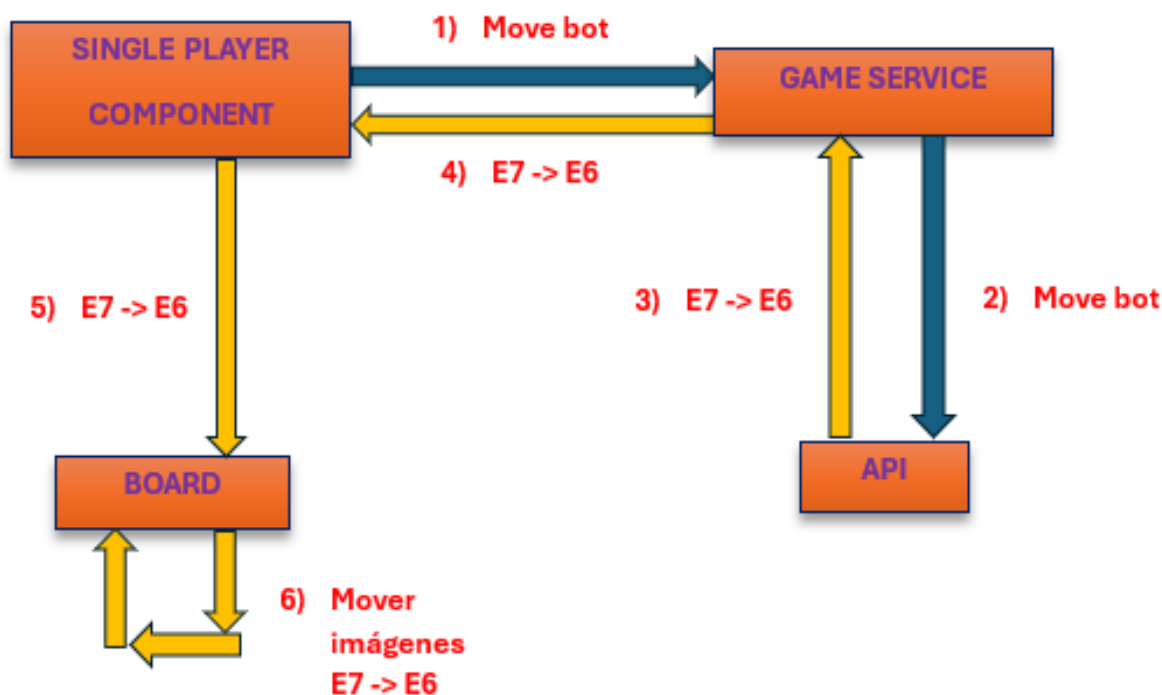 1) Move bot
SINGLE PLAYER
COMPONENT
GAME SERVICE
4) E7 -> E6
5) E7 -> E6
3) E7 -> E6
2) Move bot
BOARD
API
6) Mover
imágenes
E7 -> E6